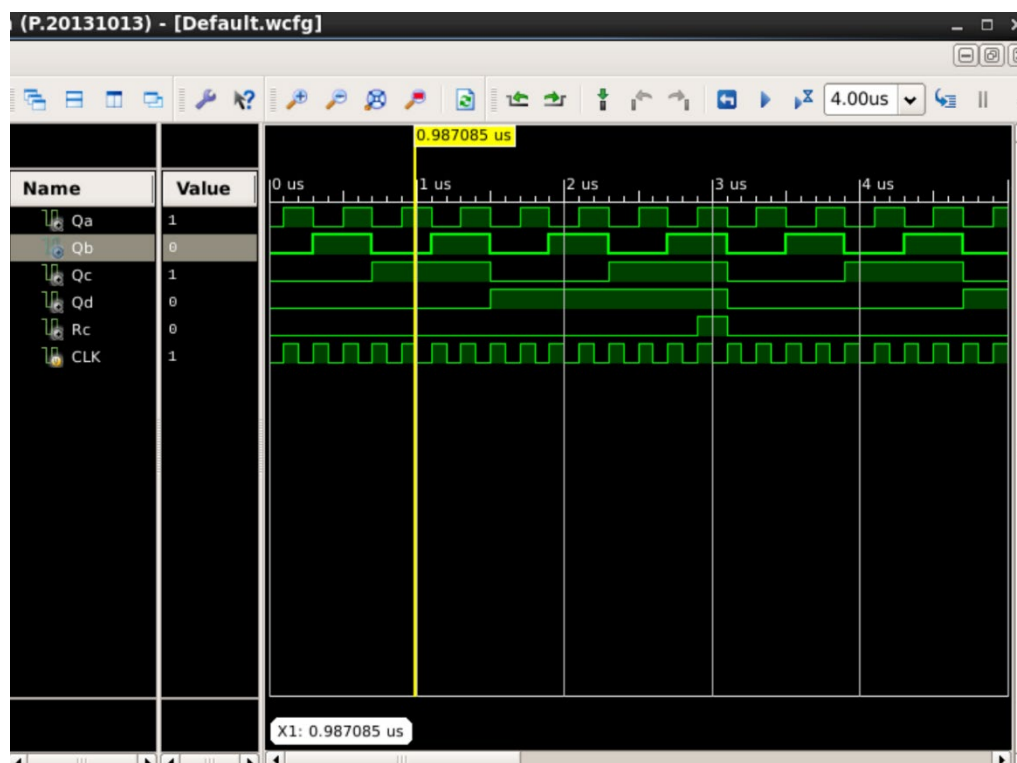 (P.20131013) - [Default.wcfg]
4.00us
0.987085 us
Name Value 0 us 1 us 2 us 3 us 4 us
Qa 1
Qb 0
Qc 1
Qd 0
Rc 0
CLK 1
X1: 0.987085 us